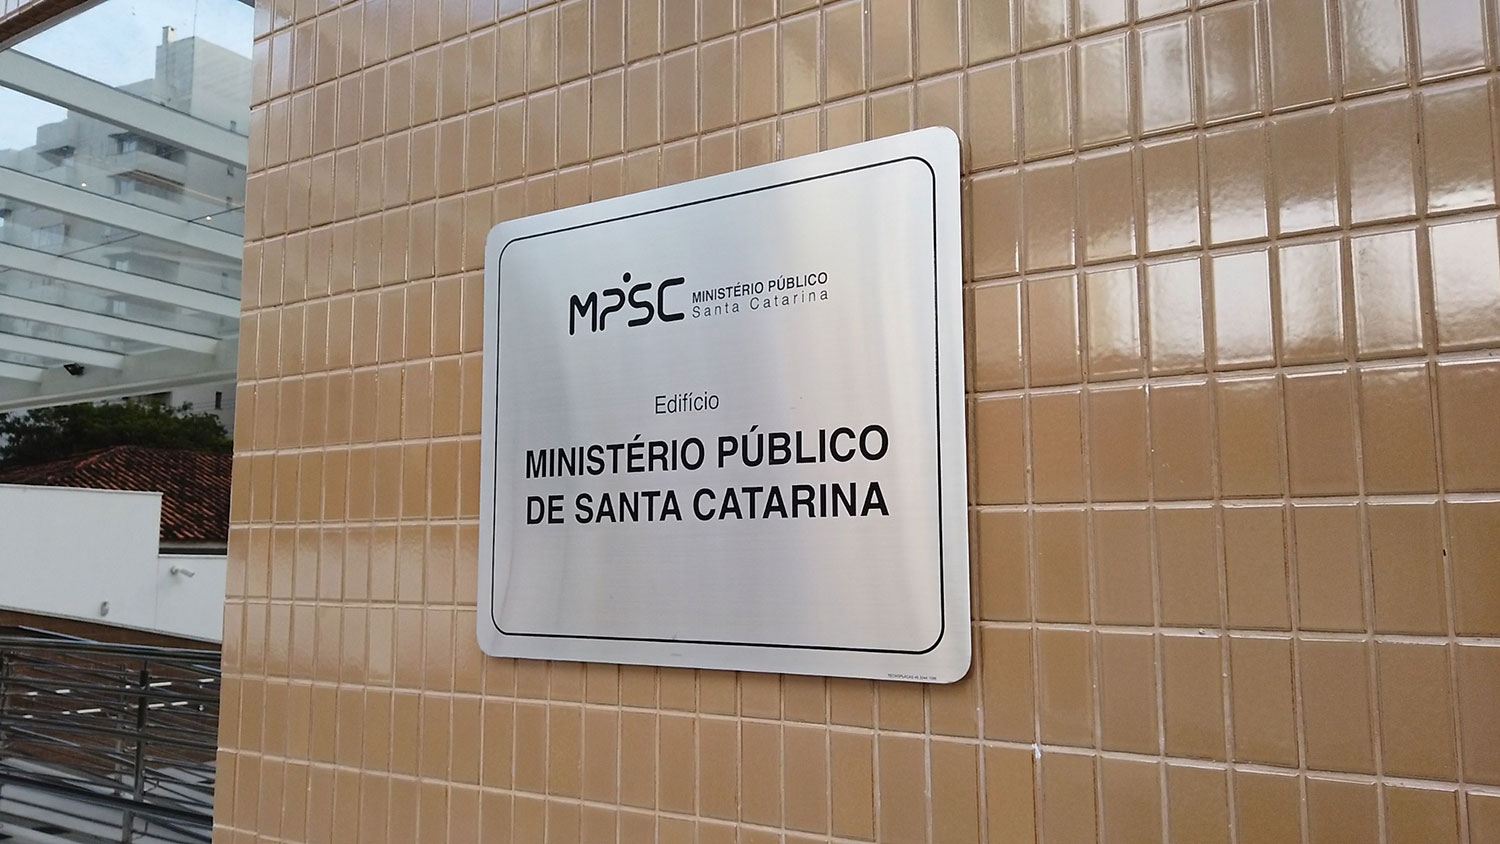 MPSC MINISTÉRIO PÚBLICO
Santa Catarina
Edifício
MINISTÉRIO PÚBLICO
DE SANTA CATARINA